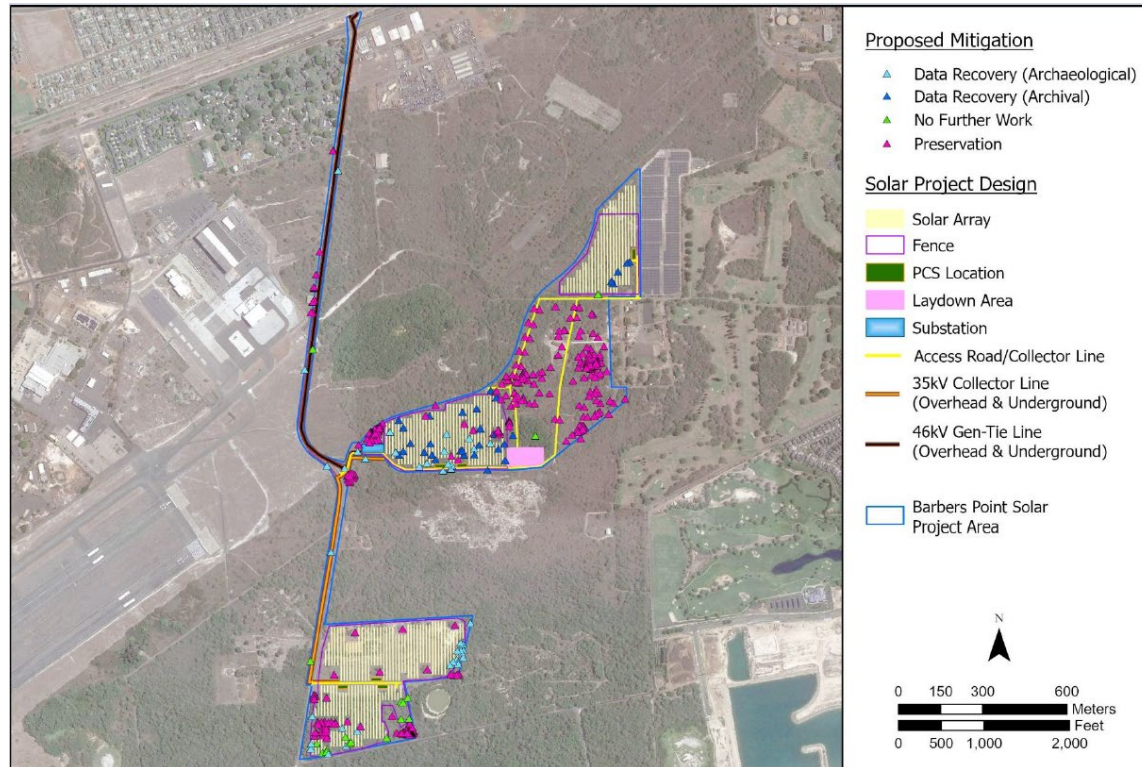 Proposed Mitigation
Data Recovery (Archaeological)
Data Recovery (Archival)
No Further Work
Preservation
Solar Project Design
Solar Array
Fence
PCS Location
Laydown Area
Substation
Access Road/Collector Line
35kV Collector Line
(Overhead & Underground)
46kV Gen-Tie Line
(Overhead & Underground)
Barbers Point Solar
Project Area
N
0 150 300 600
Meters
Feet
0 500 1,000 2,000